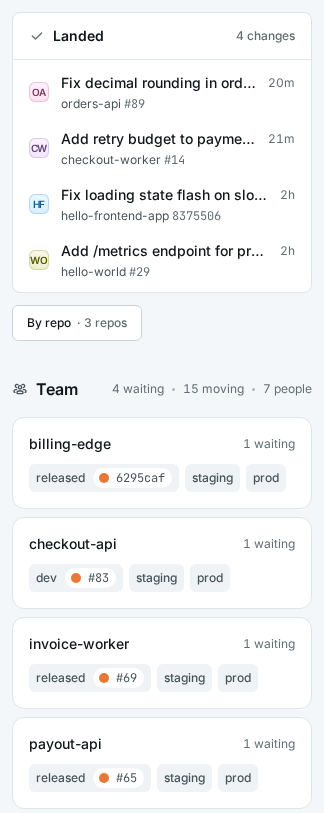 Landed 4 changes
OA Fix decimal rounding in ord... 20m
orders-api #89
CW Add retry budget to payme... 21m
checkout-worker #14
HF Fix loading state flash on slo... 2h
hello-frontend-app 8375506
WO Add /metrics endpoint for pr... 2h
hello-world #29
By repo · 3 repos
Team 4 waiting • 15 moving • 7 people
billing-edge 1 waiting
released 6295caf staging prod
checkout-api 1 waiting
dev #83 staging prod
invoice-worker 1 waiting
released #69 staging prod
payout-api 1 waiting
released #65 staging prod